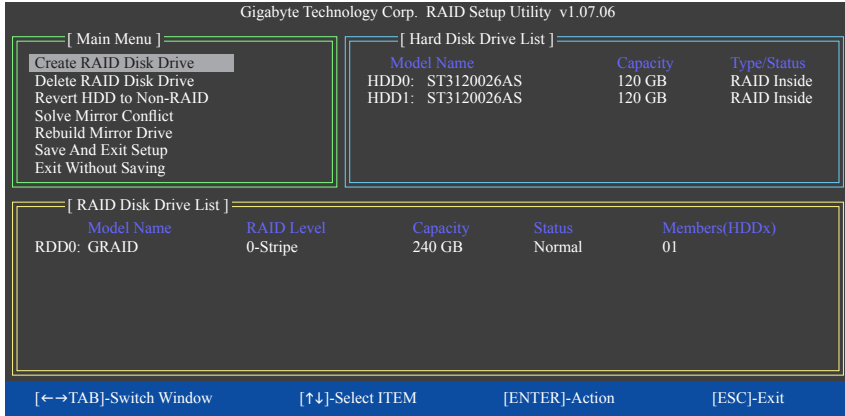 Gigabyte Technology Corp. RAID Setup Utility v1.07.06
[ Main Menu ]
Create RAID Disk Drive
Delete RAID Disk Drive
Revert HDD to Non-RAID
Solve Mirror Conflict
Rebuild Mirror Drive
Save And Exit Setup
Exit Without Saving
[ Hard Disk Drive List ]
Model Name Capacity Type/Status
HDD0: ST3120026AS 120 GB RAID Inside
HDD1: ST3120026AS 120 GB RAID Inside
[ RAID Disk Drive List ]
Model Name RAID Level Capacity Status Members(HDDx)
RDD0: GRAID 0-Stripe 240 GB Normal 01
[←→TAB]-Switch Window [↑↓]-Select ITEM [ENTER]-Action [ESC]-Exit